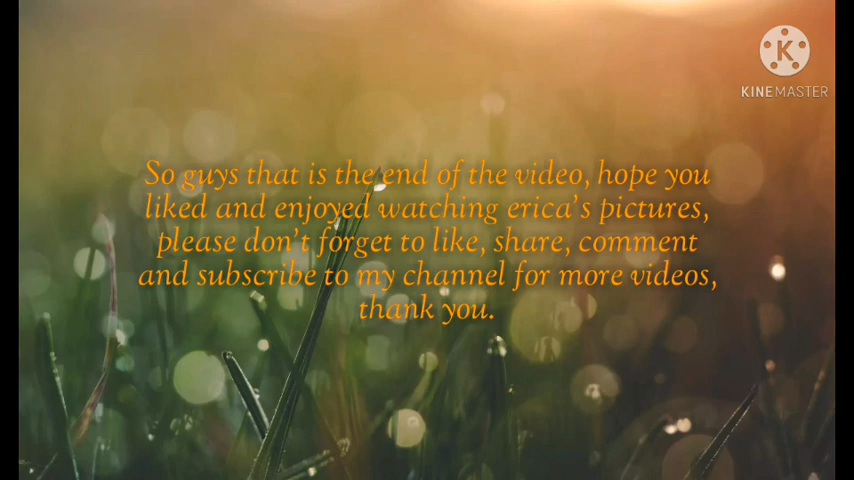 KINEMASTER
So guys that is the end of the video, hope you
liked and enjoyed watching erica's pictures,
please don't forget to like, share, comment
and subscribe to my channel for more videos,
thank you.